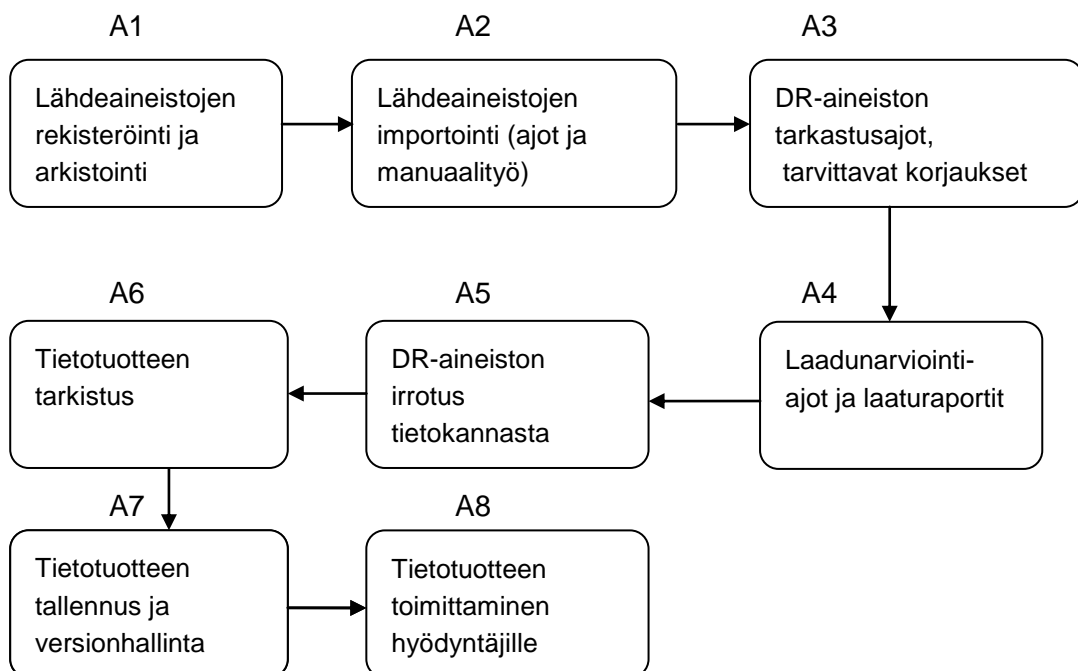 A1
Lähdeaineistojen
rekisteröinti ja
arkistointi
A2
Lähdeaineistojen
importointi (ajot ja
manuaalityö)
A3
DR-aineiston
tarkastusajot,
tarvittavat korjaukset
A4
Laadunarviointi-
ajot ja laaturaportit
A5
DR-aineiston
irrotus
tietokannasta
A6
Tietotuotteen
tarkistus
A7
Tietotuotteen
tallennus ja
versionhallinta
A8
Tietotuotteen
toimittaminen
hyödyntäjille